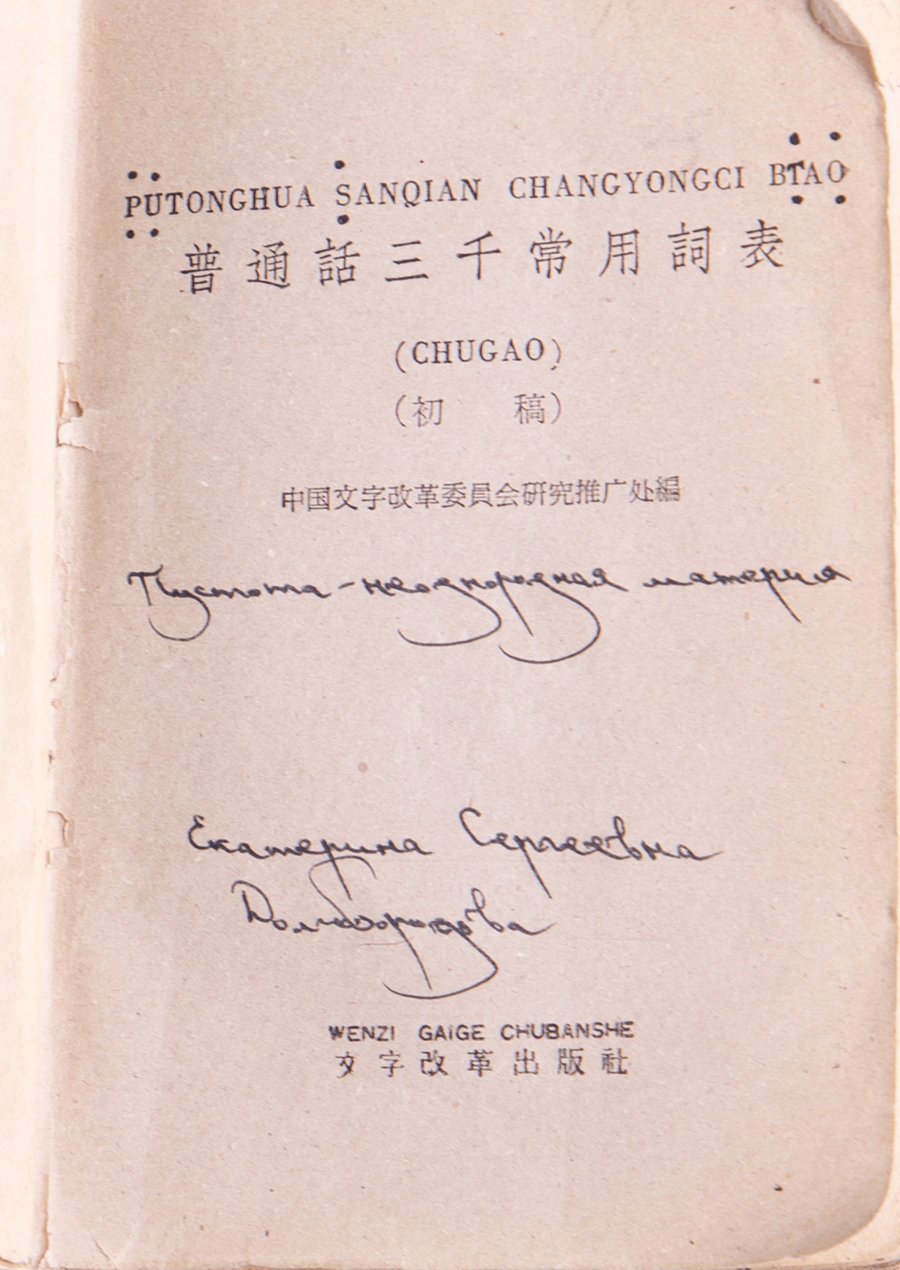 PUTONGHUA SANQIAN CHANGYONGCI BTAO
普通話三千常用詞表
(CHUGAO)
(初 稿)
中国文字改革委員会研究推广处編
Пустота - неоднородная материя
Екатерина Сергеевна
WENZI GAIGE CHUBANSHE
文字改革出版社